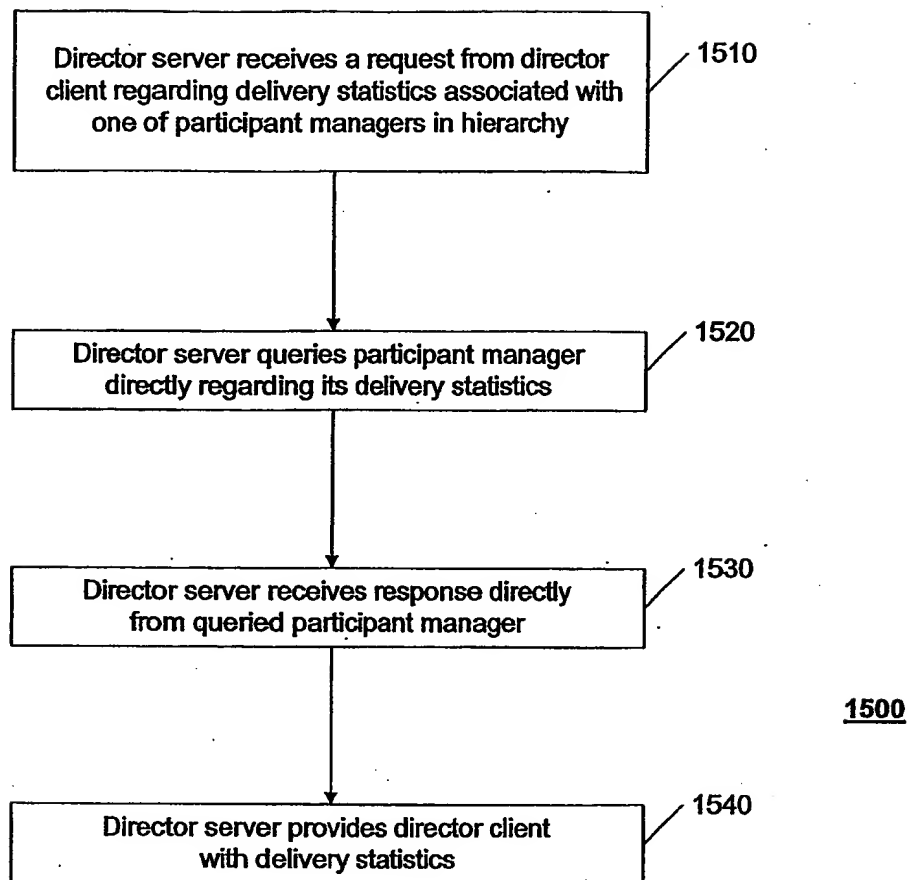 Director server receives a request from director
client regarding delivery statistics associated with
one of participant managers in hierarchy
1510
Director server queries participant manager
directly regarding its delivery statistics
1520
Director server receives response directly
from queried participant manager
1530
1500
Director server provides director client
with delivery statistics
1540